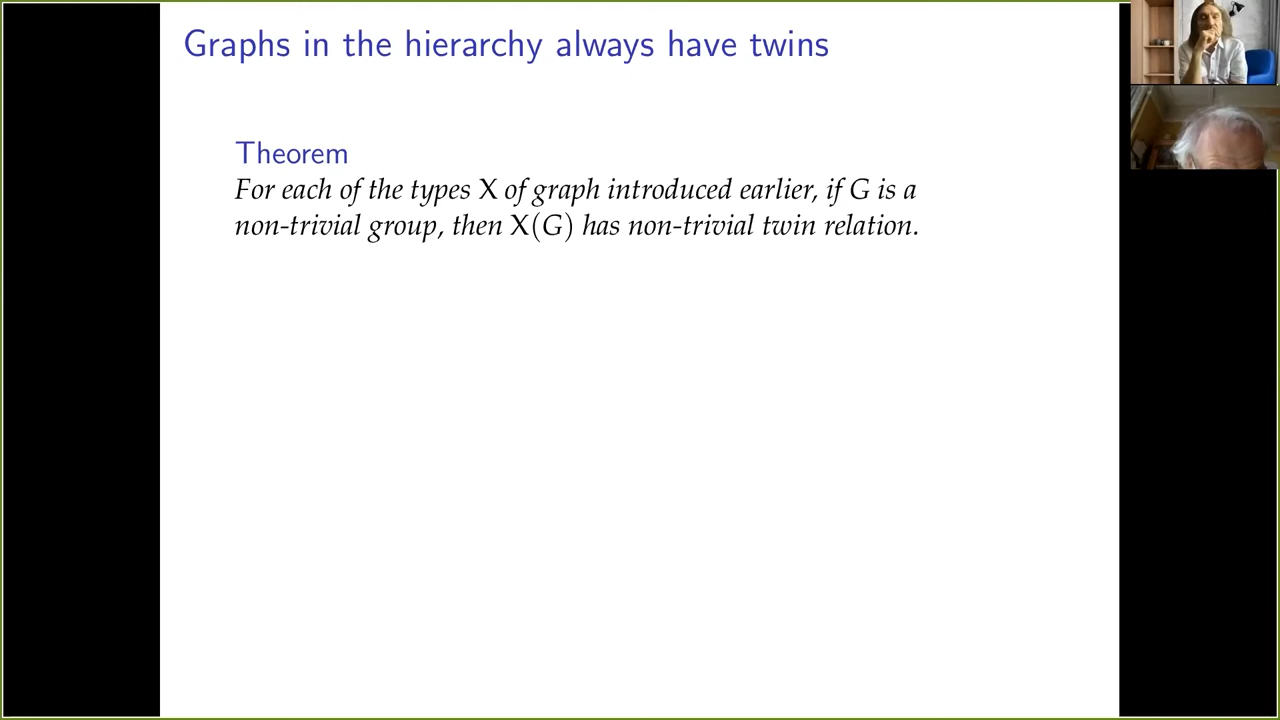 Graphs in the hierarchy always have twins
Theorem
For each of the types X of graph introduced earlier, if G is a
non-trivial group, then X(G) has non-trivial twin relation.